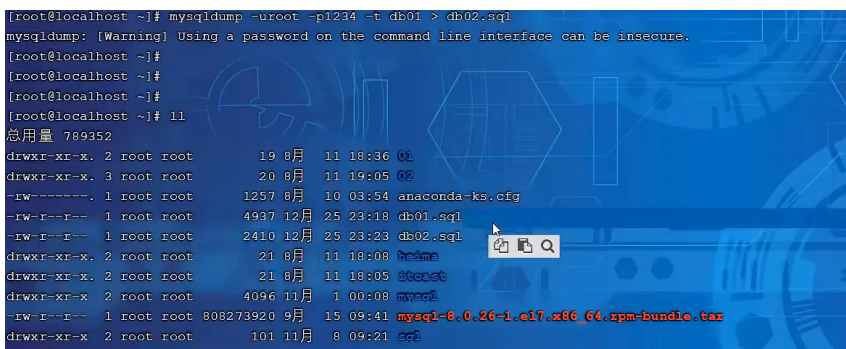 [root@localhost ~]# mysqldump -uroot -p1234 -t db01 > db02.sql
mysqldump: [Warning] Using a password on the command line interface can be insecure.
[root@localhost ~]#
[root@localhost ~]#
[root@localhost ~]#
[root@localhost ~]# ll
总用量 789352
drwxr-xr-x. 2 root root 19 8月 11 18:36 01
drwxr-xr-x. 3 root root 20 8月 11 19:05 02
-rw-------. 1 root root 1257 8月 10 03:54 anaconda-ks.cfg
-rw-r--r-- 1 root root 4937 12月 25 23:18 db01.sql
-rw-r--r-- 1 root root 2410 12月 25 23:23 db02.sql
drwxr-xr-x. 2 root root 21 8月 11 18:08 heima
drwxr-xr-x. 2 root root 21 8月 11 18:05 itcast
drwxr-xr-x 2 root root 4096 11月 1 00:08 mysql
-rw-r--r-- 1 root root 808273920 9月 15 09:41 mysql-8.0.26-1.el7.x86_64.rpm-bundle.tar
drwxr-xr-x 2 root root 101 11月 8 09:21 sql